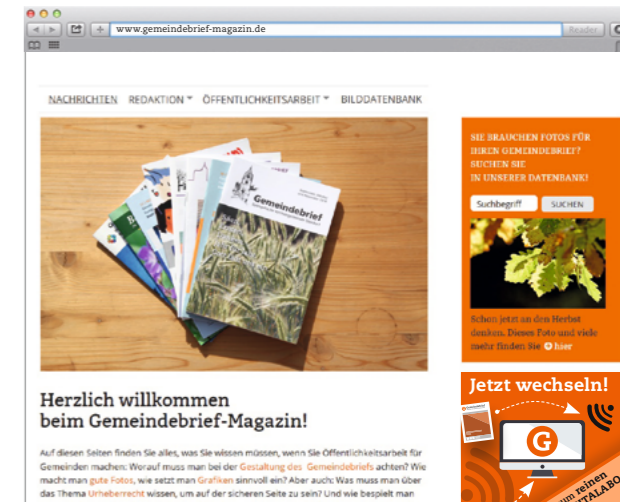 www.gemeindebrief-magazin.de
Reader
NACHRICHTEN REDAKTION ÖFFENTLICHKEITSARBEIT BILDDATENBANK
Gemeindebrief
SIE BRAUCHEN FOTOS FÜR
IHREN GEMEINDEBRIEF?
SUCHEN SIE
IN UNSERER DATENBANK!
Suchbegriff SUCHEN
Schon jetzt an den Herbst
denken. Dieses Foto und viele
mehr finden Sie hier
Herzlich willkommen
beim Gemeindebrief-Magazin!
Auf diesen Seiten finden Sie alles, was Sie wissen müssen, wenn Sie Öffentlichkeitsarbeit für
Gemeinden machen: Worauf muss man bei der Gestaltung des Gemeindebriefs achten? Wie
macht man gute Fotos, wie setzt man Grafiken sinnvoll ein? Aber auch: Was muss man über
das Thema Urheberrecht wissen, um auf der sicheren Seite zu sein? Und wie bespielt man
Jetzt wechseln!
G
reinen